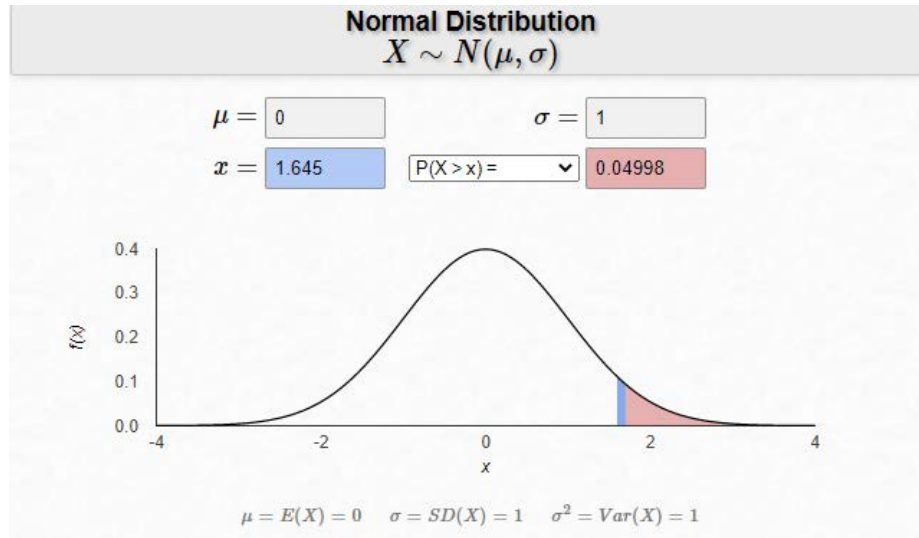 Normal Distribution
X ∼ N(μ, σ)
μ = 0 σ = 1
x = 1.645 P(X > x) = 0.04998
0.4
0.3
0.2
0.1
0.0
f(x)
-4 -2 0 2 4
x
μ = E(X) = 0 σ = SD(X) = 1 σ² = Var(X) = 1